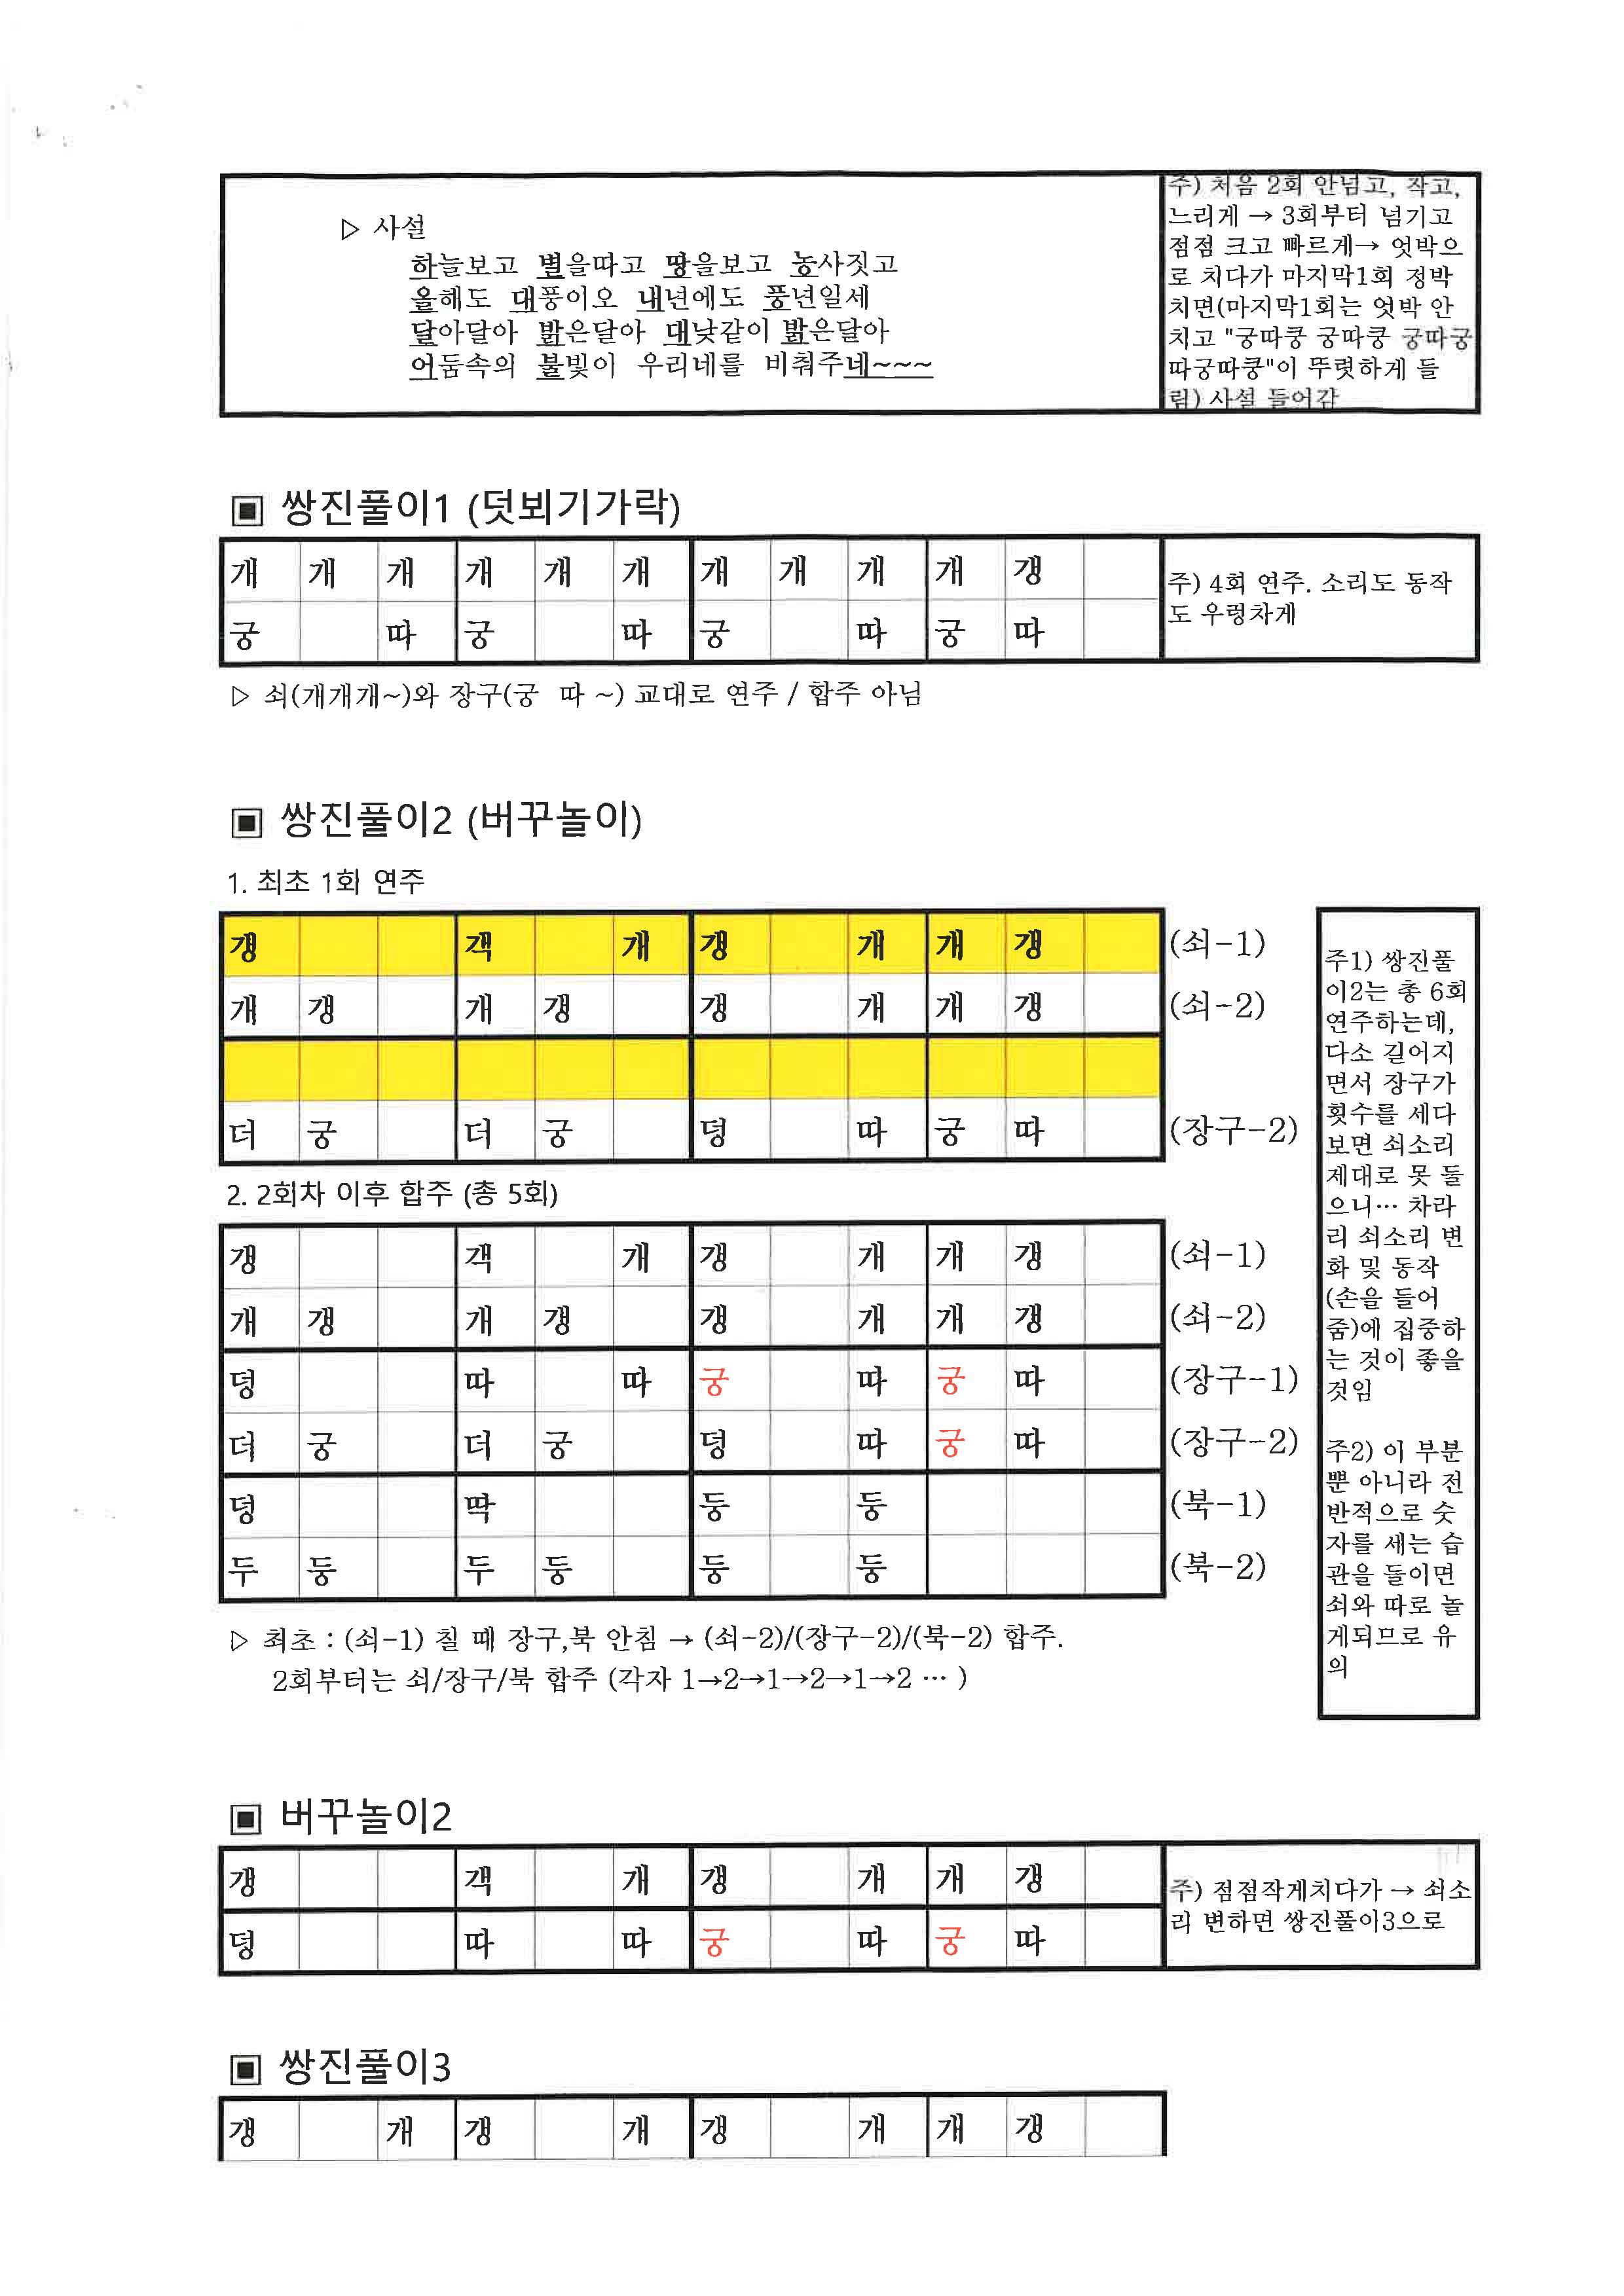 ▷ 사설
하늘보고 별을따고 땅을보고 농사짓고
올해도 대풍이오 내년에도 풍년일세
달아달아 밝은달아 대낮같이 밝은달아
어둠속의 불빛이 우리네를 비춰주네~~~
주) 처음 2회 안넘고, 작고,
느리게 → 3회부터 넘기고
점점 크고 빠르게→ 엇박으
로 치다가 마지막1회 정박
치면(마지막1회는 엇박 안
치고 "궁따쿵 궁따쿵 궁따궁
따궁따쿵"이 뚜렷하게 들
림) 사설 들어감
▣ 쌍진풀이1 (덧뵈기가락)
개 개 개 개 개 개 개 개 개 개 갱
궁 따 궁 따 궁 따 궁 따
주) 4회 연주. 소리도 동작
도 우렁차게
▷ 쇠(개개개~)와 장구(궁 따 ~) 교대로 연주 / 합주 아님
▣ 쌍진풀이2 (버꾸놀이)
1. 최초 1회 연주
갱 객 개 갱 개 개 갱 (쇠-1)
개 갱 개 갱 갱 개 개 갱 (쇠-2)
더 궁 더 궁 덩 따 궁 따 (장구-2)
2. 2회차 이후 합주 (총 5회)
갱 객 개 갱 개 개 갱 (쇠-1)
개 갱 개 갱 갱 개 개 갱 (쇠-2)
덩 따 따 궁 따 궁 따 (장구-1)
더 궁 더 궁 덩 따 궁 따 (장구-2)
덩 딱 둥 둥 (북-1)
두 둥 두 둥 둥 둥 (북-2)
▷ 최초 : (쇠-1) 칠 때 장구,북 안침 → (쇠-2)/(장구-2)/(북-2) 합주.
2회부터는 쇠/장구/북 합주 (각자 1→2→1→2→1→2 … )
주1) 쌍진풀
이2는 총 6회
연주하는데,
다소 길어지
면서 장구가
횟수를 세다
보면 쇠소리
제대로 못 들
으니… 차라
리 쇠소리 변
화 및 동작
(손을 들어
줌)에 집중하
는 것이 좋을
것임
주2) 이 부분
뿐 아니라 전
반적으로 숫
자를 세는 습
관을 들이면
쇠와 따로 놀
게되므로 유
의
▣ 버꾸놀이2
갱 객 개 갱 개 개 갱
덩 따 따 궁 따 궁 따
주) 점점작게치다가 → 쇠소
리 변하면 쌍진풀이3으로
▣ 쌍진풀이3
갱 개 갱 개 갱 개 개 갱